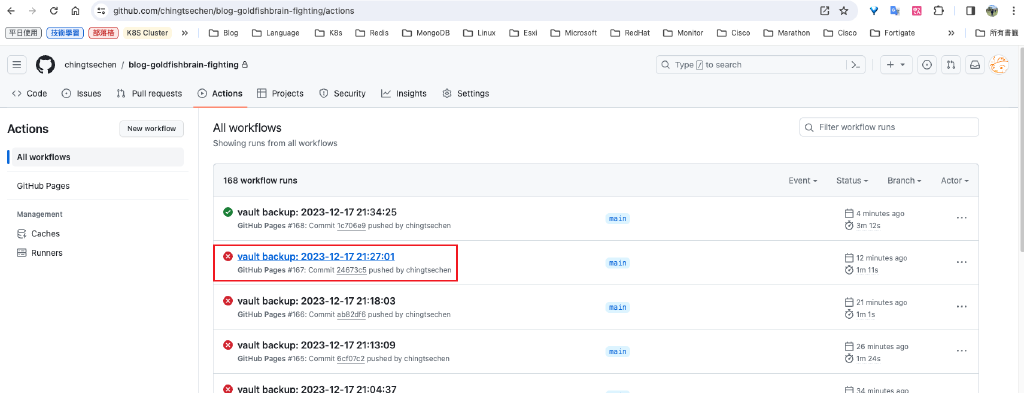 github.com/chingtsechen/blog-goldfishbrain-fighting/actions
平日使用 技術學習 部落格 K8S Cluster » Blog Language K8s Redis MongoDB Linux Esxi Microsoft RedHat Monitor Cisco Marathon Cisco Fortigate » 所有書籤
chingtsechen / blog-goldfishbrain-fighting Type / to search
Code Issues Pull requests Actions Projects Security Insights Settings
Actions New workflow
All workflows
GitHub Pages
Management
Caches
Runners
All workflows Filter workflow runs
Showing runs from all workflows
168 workflow runs Event Status Branch Actor
vault backup: 2023-12-17 21:34:25 main 4 minutes ago
GitHub Pages #168: Commit 1c706e9 pushed by chingtsechen 3m 12s
vault backup: 2023-12-17 21:27:01 main 12 minutes ago
GitHub Pages #167: Commit 24673c5 pushed by chingtsechen 1m 11s
vault backup: 2023-12-17 21:18:03 main 21 minutes ago
GitHub Pages #166: Commit ab82df6 pushed by chingtsechen 1m 1s
vault backup: 2023-12-17 21:13:09 main 26 minutes ago
GitHub Pages #165: Commit 6cf07c2 pushed by chingtsechen 1m 24s
vault backup: 2023-12-17 21:04:37 34 minutes ago